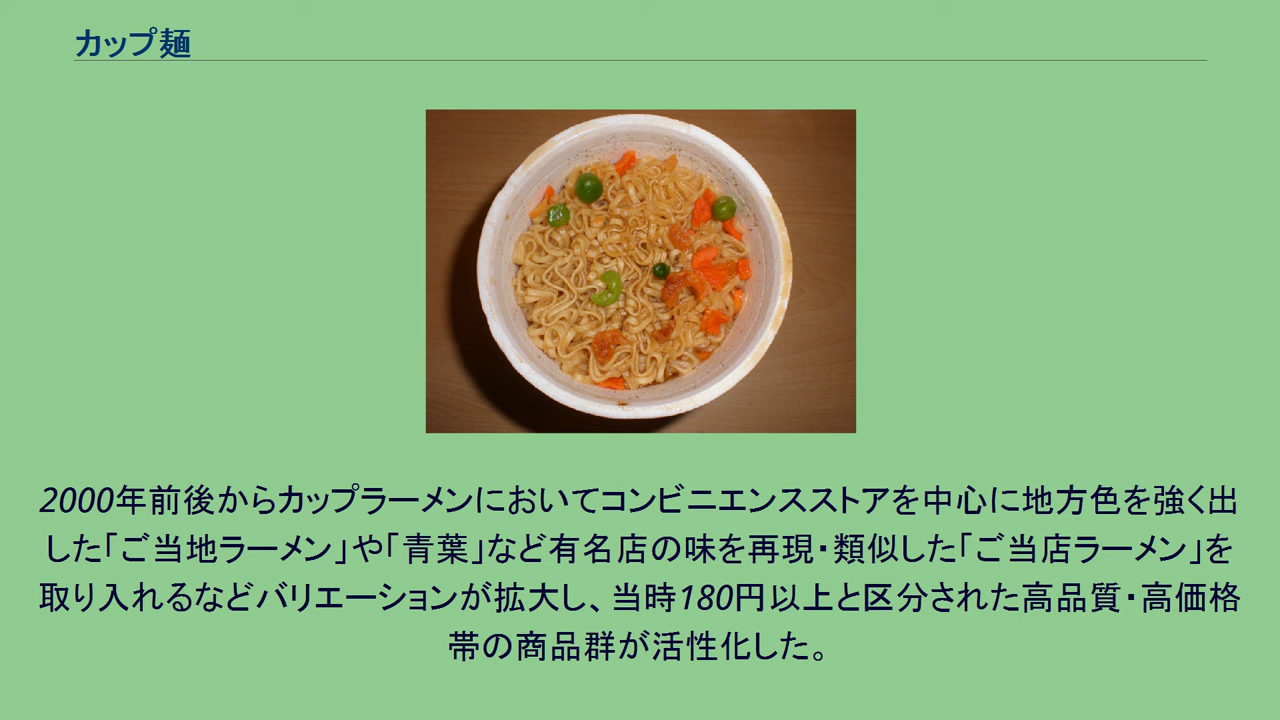 カップ麺
2000年前後からカップラーメンにおいてコンビニエンスストアを中心に地方色を強く出
した｢ご当地ラーメン｣や｢青葉｣など有名店の味を再現･類似した｢ご当店ラーメン｣を
取り入れるなどバリエーションが拡大し、当時180円以上と区分された高品質･高価格
帯の商品群が活性化した。